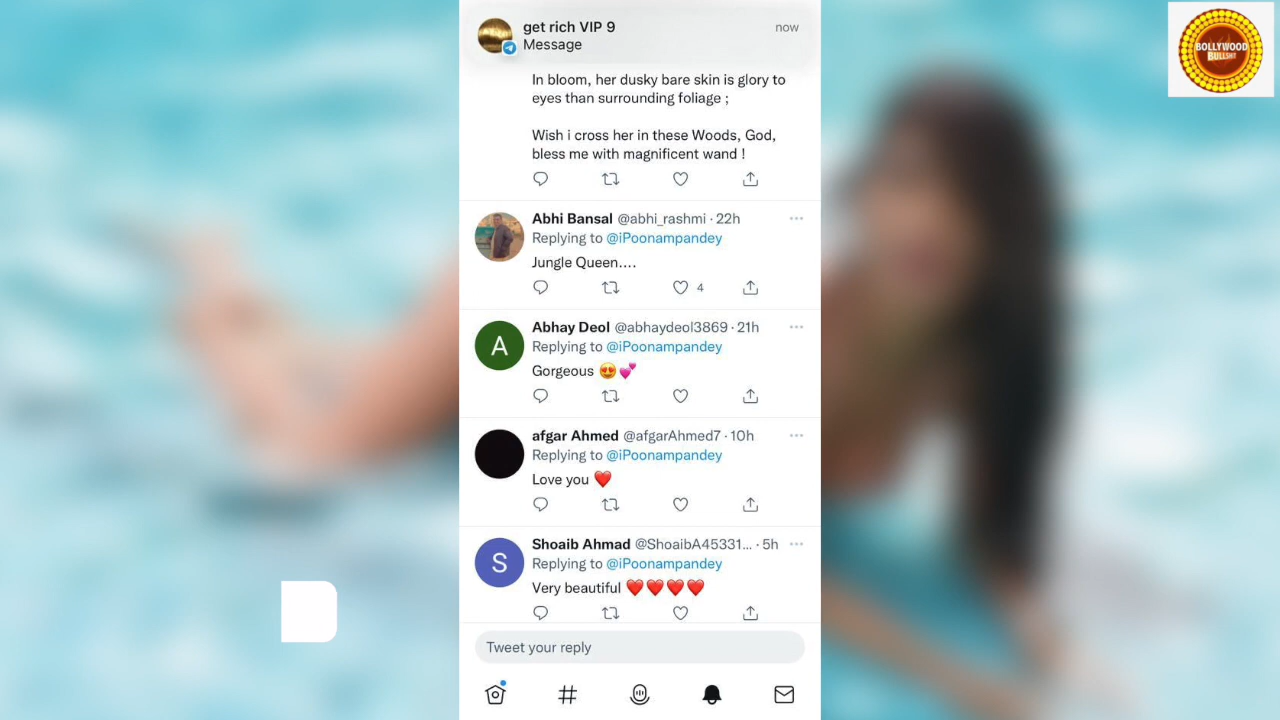 get rich VIP 9
now
Message
In bloom, her dusky bare skin is glory to
eyes than surrounding foliage ;
Wish i cross her in these Woods, God,
bless me with magnificent wand !
Abhi Bansal @abhi_rashmi · 22h
Replying to @iPoonampandey
Jungle Queen....
4
Abhay Deol @abhaydeol3869 · 21h
A
Replying to @iPoonampandey
Gorgeous 😍💕
afgar Ahmed @afgarAhmed7 · 10h
Replying to @iPoonampandey
Love you ❤️
Shoaib Ahmad @ShoaibA45331... · 5h
S
Replying to @iPoonampandey
Very beautiful ❤️❤️❤️❤️
Tweet your reply
BOLLYWOOD
BULLSHIT